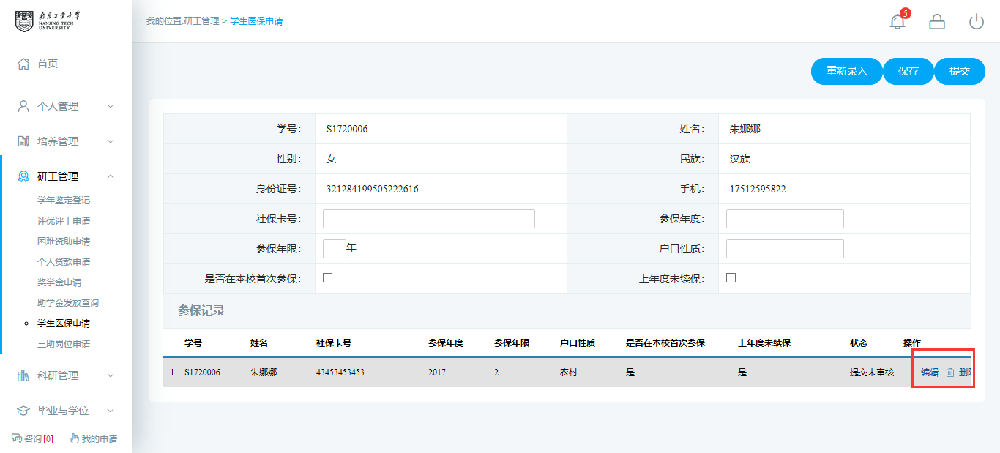 南京工业大学
NANJING TECH
UNIVERSITY
我的位置:研工管理 > 学生医保申请
5
首页
个人管理
培养管理
研工管理
学年鉴定登记
评优评干申请
困难资助申请
个人贷款申请
奖学金申请
助学金发放查询
学生医保申请
三助岗位申请
科研管理
毕业与学位
咨询[0] 我的申请
重新录入 保存 提交
学号: S1720006 姓名: 朱娜娜
性别: 女 民族: 汉族
身份证号: 321284199505222616 手机: 17512595822
社保卡号: 参保年度:
参保年限: 年 户口性质:
是否在本校首次参保: 上年度未续保:
参保记录
学号 姓名 社保卡号 参保年度 参保年限 户口性质 是否在本校首次参保 上年度未续保 状态 操作
1 S1720006 朱娜娜 43453453453 2017 2 农村 是 是 提交未审核 编辑 删